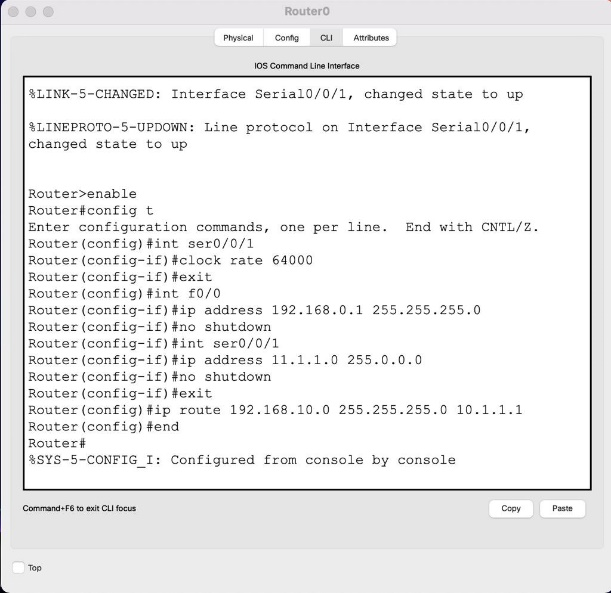 Router0
Physical Config CLI Attributes
IOS Command Line Interface
%LINK-5-CHANGED: Interface Serial0/0/1, changed state to up
%LINEPROTO-5-UPDOWN: Line protocol on Interface Serial0/0/1,
changed state to up
Router>enable
Router#config t
Enter configuration commands, one per line.  End with CNTL/Z.
Router(config)#int ser0/0/1
Router(config-if)#clock rate 64000
Router(config-if)#exit
Router(config)#int f0/0
Router(config-if)#ip address 192.168.0.1 255.255.255.0
Router(config-if)#no shutdown
Router(config-if)#int ser0/0/1
Router(config-if)#ip address 11.1.1.0 255.0.0.0
Router(config-if)#no shutdown
Router(config-if)#exit
Router(config)#ip route 192.168.10.0 255.255.255.0 10.1.1.1
Router(config)#end
Router#
%SYS-5-CONFIG_I: Configured from console by console
Command+F6 to exit CLI focus Copy Paste
Top